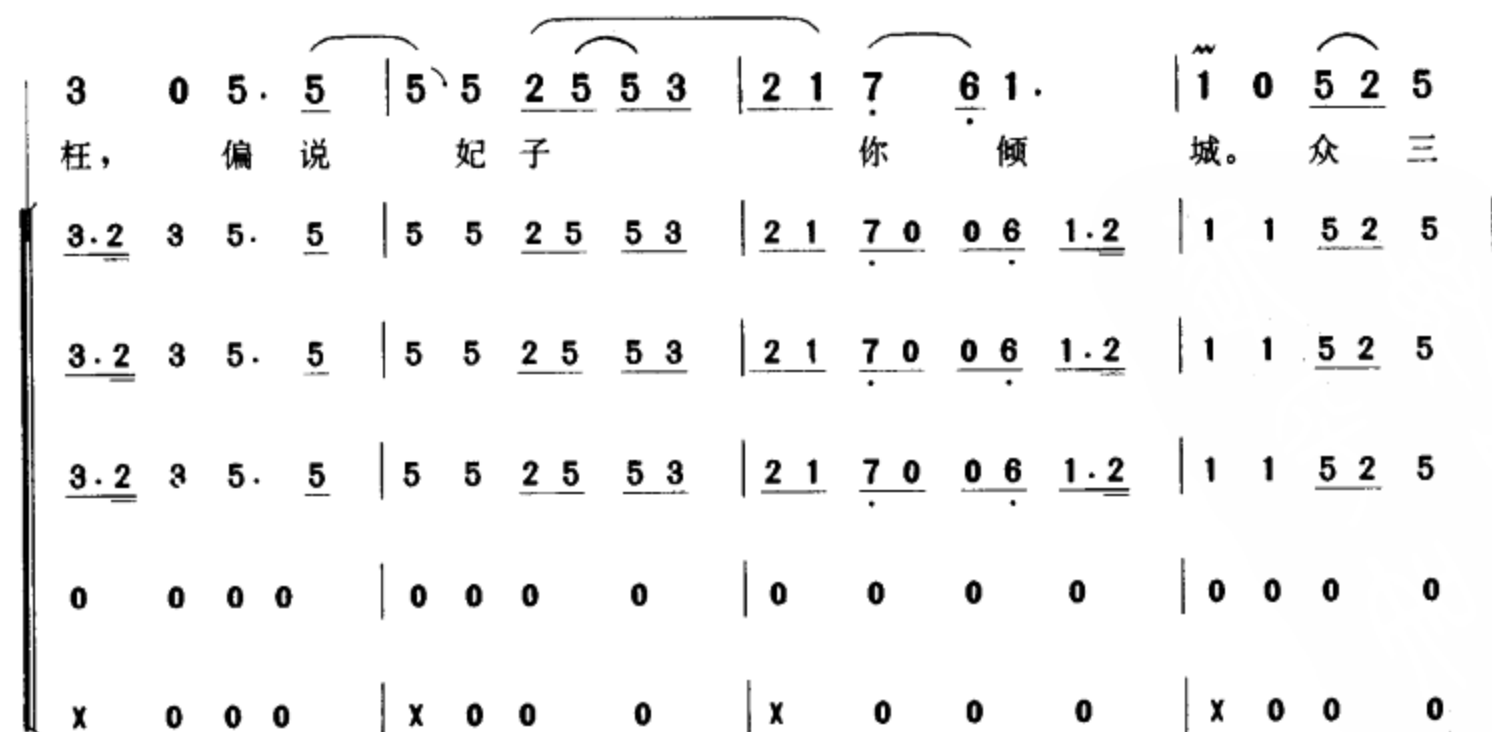 3 0 5. 5 | 5 5 2 5 5 3 | 2 1 7 6 1. | 1 0 5 2 5
枉， 偏 说 妃 子 你 倾 城。 众 三
3.2 3 5. 5 | 5 5 2 5 5 3 | 2 1 7 0 0 6 1.2 | 1 1 5 2 5 |
3.2 3 5. 5 | 5 5 2 5 5 3 | 2 1 7 0 0 6 1.2 | 1 1 5 2 5
3.2 3 5. 5 | 5 5 2 5 5 3 | 2 1 7 0 0 6 1.2 | 1 1 5 2 5
0 0 0 0 | 0 0 0 0 | 0 0 0 0 | 0 0 0 0
X 0 0 0 | X 0 0 0 | X 0 0 0 | X 0 0 0